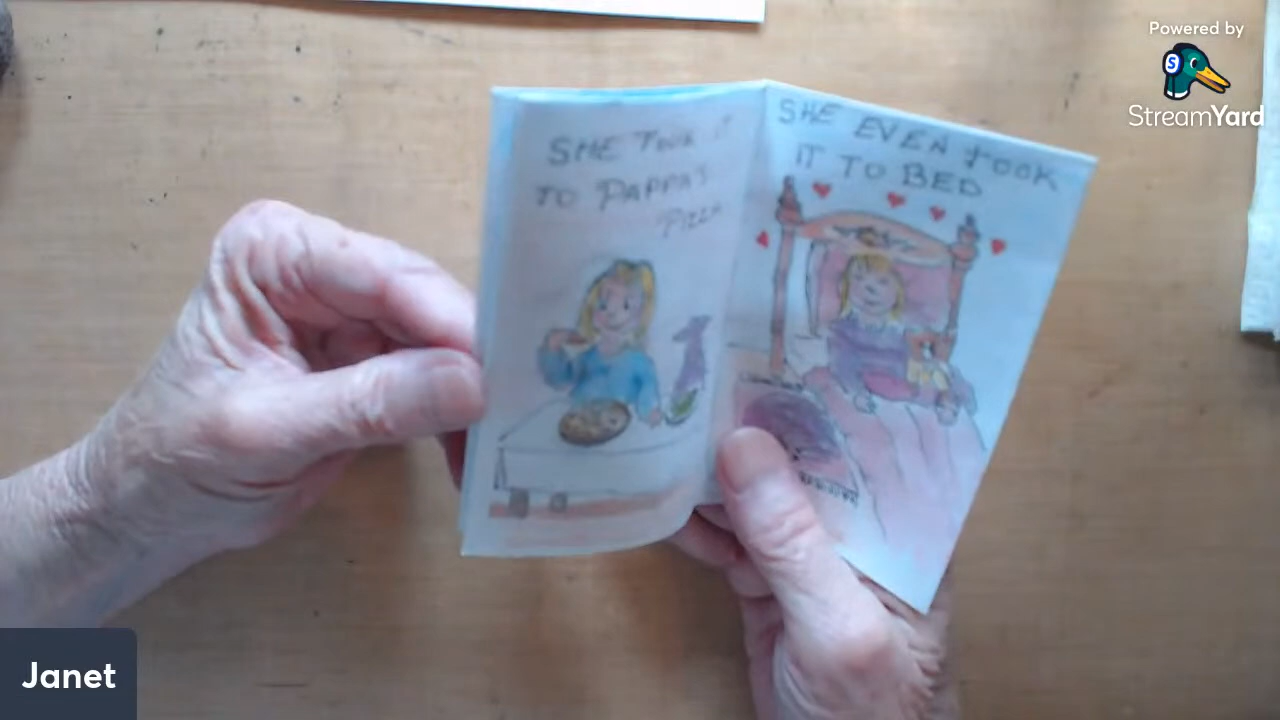 SHE TOOK IT
TO PAPPA'S
PIZZA
SHE EVEN TOOK
IT TO BED
Powered by
S
StreamYard
Janet